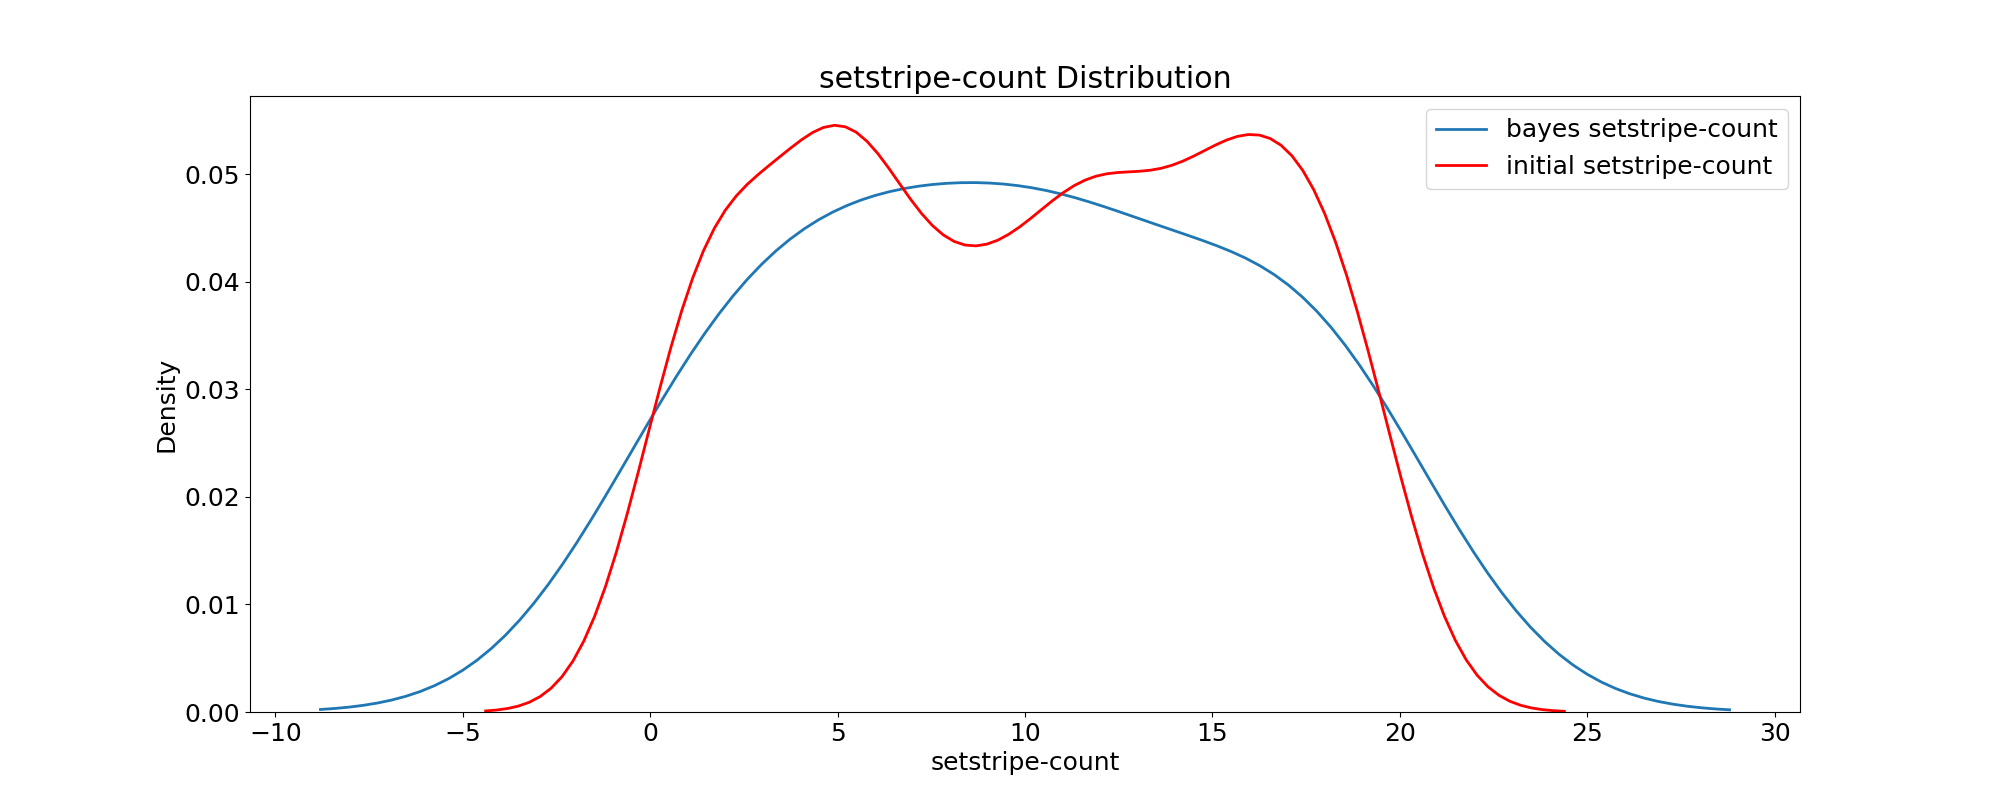 setstripe-count Distribution
bayes setstripe-count
initial setstripe-count
Density
0.05
0.04
0.03
0.02
0.01
0.00
−10 −5 0 5 10 15 20 25 30
setstripe-count